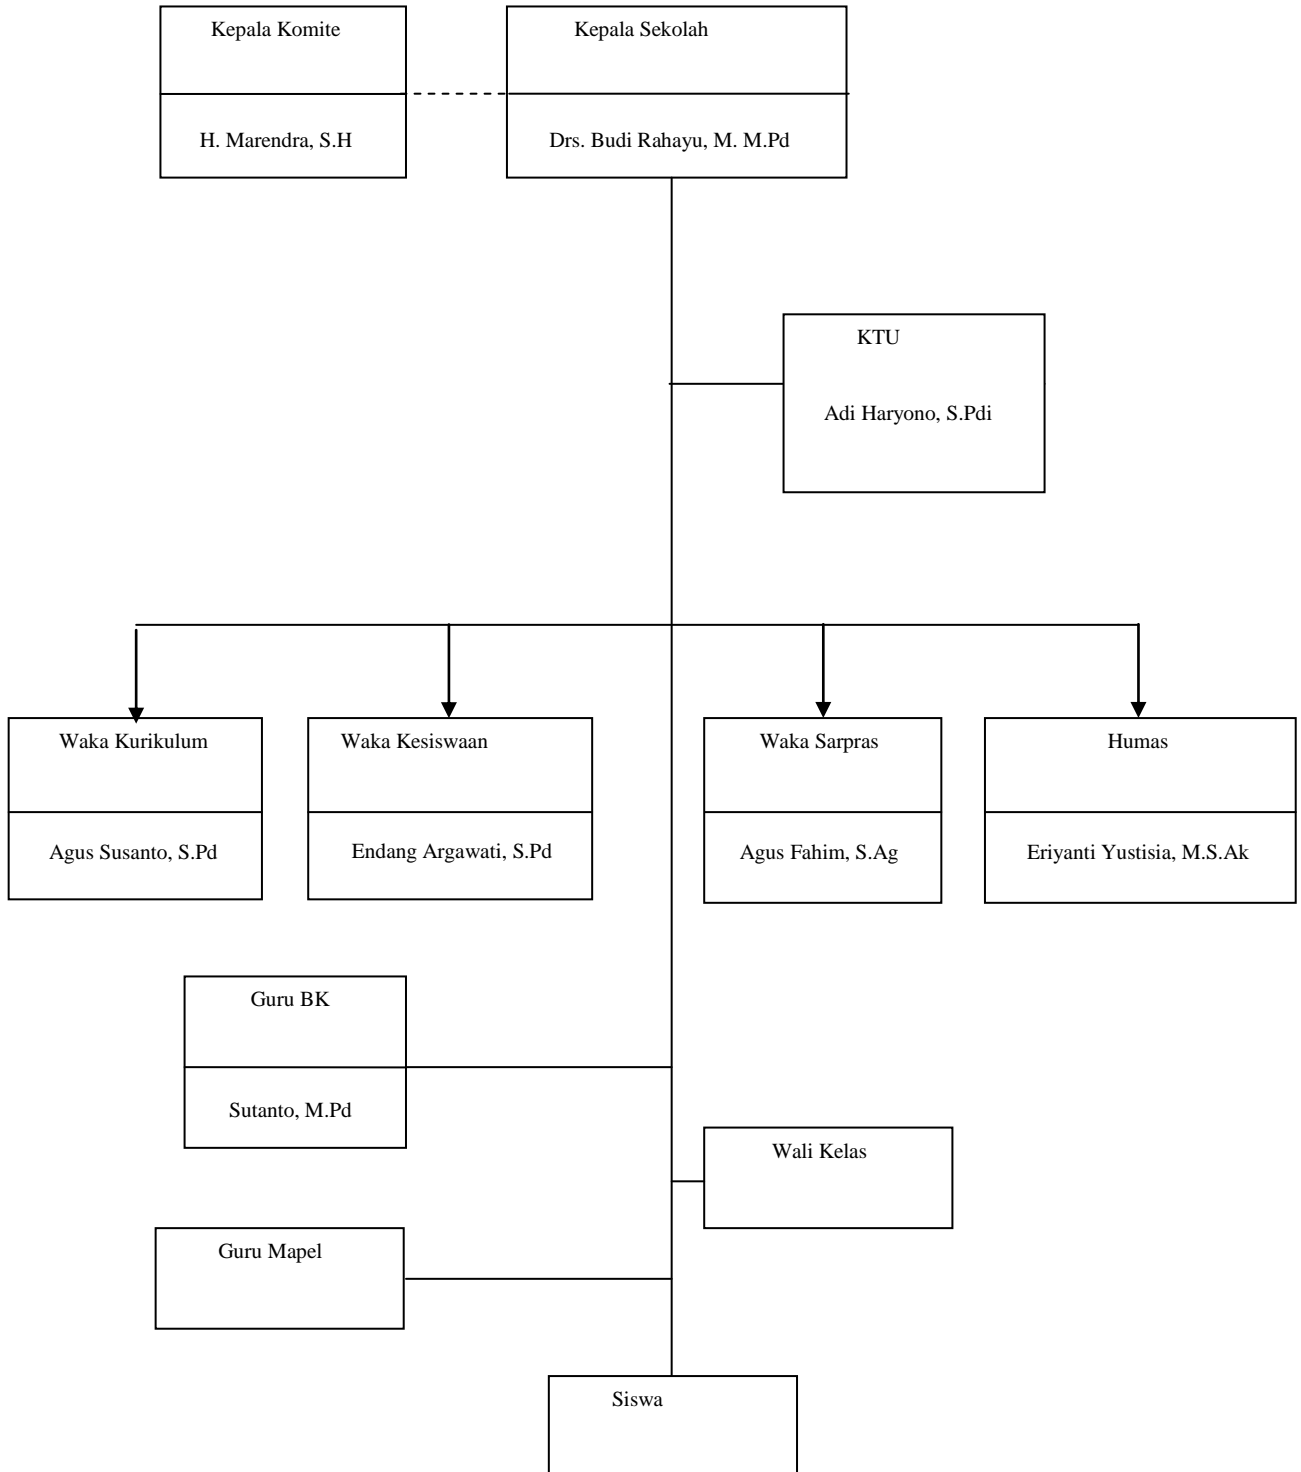 Kepala Komite
Kepala Sekolah
H. Marendra, S.H
Drs. Budi Rahayu, M. M.Pd
KTU
Adi Haryono, S.Pdi
Waka Kurikulum
Waka Kesiswaan
Waka Sarpras
Humas
Agus Susanto, S.Pd
Endang Argawati, S.Pd
Agus Fahim, S.Ag
Eriyanti Yustisia, M.S.Ak
Guru BK
Sutanto, M.Pd
Wali Kelas
Guru Mapel
Siswa